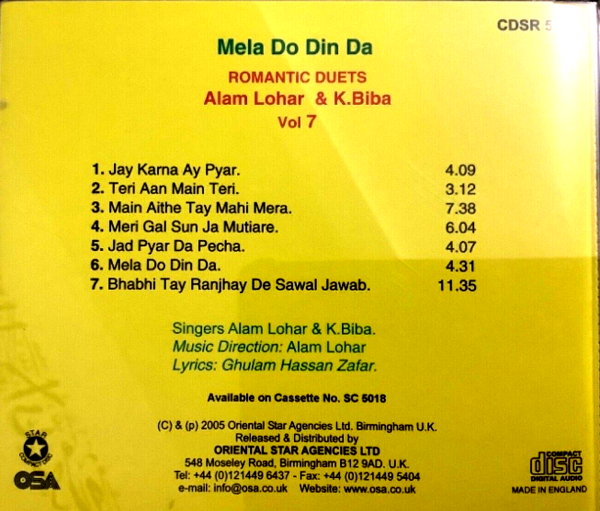 CDSR 5
Mela Do Din Da
ROMANTIC DUETS
Alam Lohar & K.Biba
Vol 7
1. Jay Karna Ay Pyar. 4.09
2. Teri Aan Main Teri. 3.12
3. Main Aithe Tay Mahi Mera. 7.38
4. Meri Gal Sun Ja Mutiare. 6.04
5. Jad Pyar Da Pecha. 4.07
6. Mela Do Din Da. 4.31
7. Bhabhi Tay Ranjhay De Sawal Jawab. 11.35
Singers Alam Lohar & K.Biba.
Music Direction: Alam Lohar
Lyrics: Ghulam Hassan Zafar.
Available on Cassette No. SC 5018
(C) & (p) 2005 Oriental Star Agencies Ltd. Birmingham U.K.
Released & Distributed by
ORIENTAL STAR AGENCIES LTD
548 Moseley Road, Birmingham B12 9AD. U.K.
Tel: +44 (0)121449 6437 - Fax: +44 (0)121449 5404
e-mail: info@osa.co.uk Website: www.osa.co.uk
STAR
COMPACT DISC
OSA
COMPACT
disc
DIGITAL AUDIO
MADE IN ENGLAND